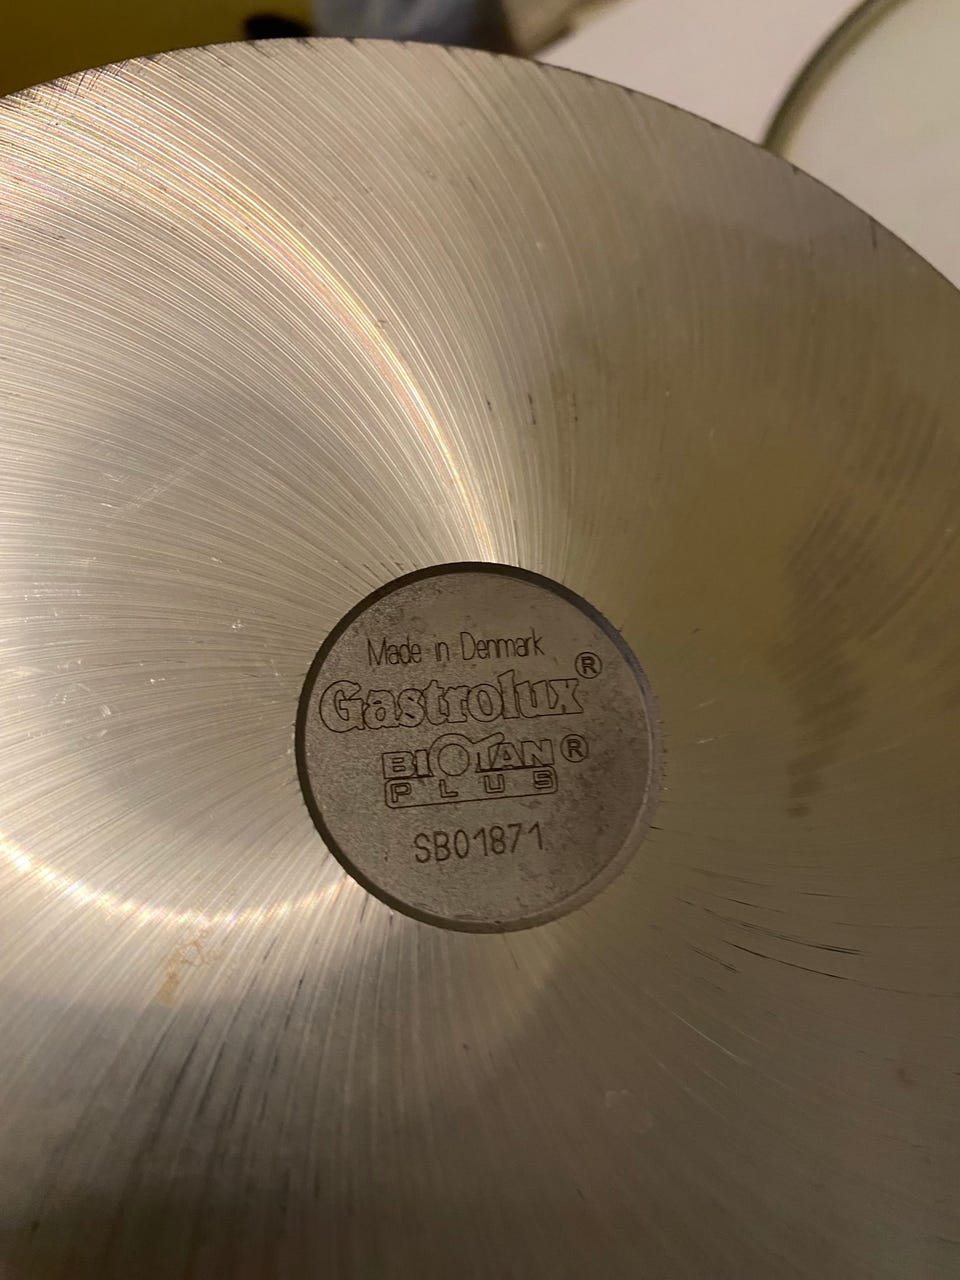 Made in Denmark
Gastrolux®
BIOTAN®
PLUS
SB01871